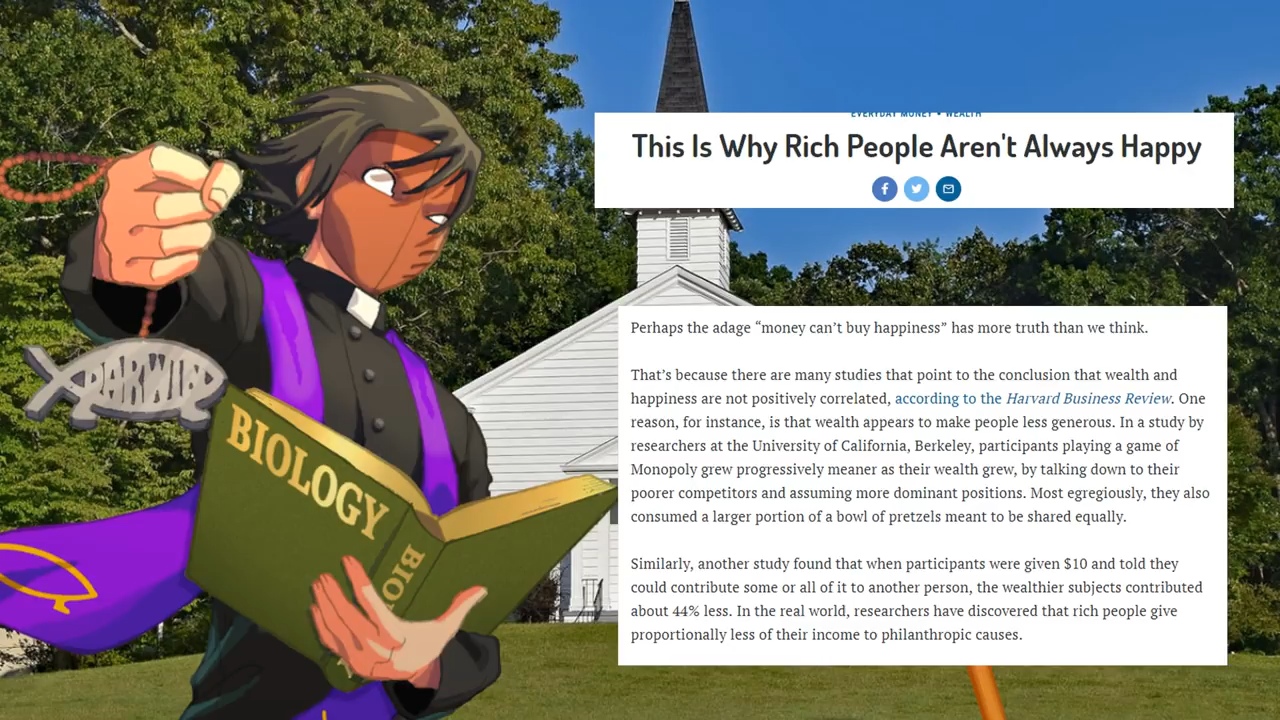 EVERYDAY MONEY • WEALTH
This Is Why Rich People Aren't Always Happy
Perhaps the adage “money can’t buy happiness” has more truth than we think.
That’s because there are many studies that point to the conclusion that wealth and
happiness are not positively correlated, according to the Harvard Business Review. One
reason, for instance, is that wealth appears to make people less generous. In a study by
researchers at the University of California, Berkeley, participants playing a game of
Monopoly grew progressively meaner as their wealth grew, by talking down to their
poorer competitors and assuming more dominant positions. Most egregiously, they also
consumed a larger portion of a bowl of pretzels meant to be shared equally.
Similarly, another study found that when participants were given $10 and told they
could contribute some or all of it to another person, the wealthier subjects contributed
about 44% less. In the real world, researchers have discovered that rich people give
proportionally less of their income to philanthropic causes.
DARWIN
BIOLOGY
BIO